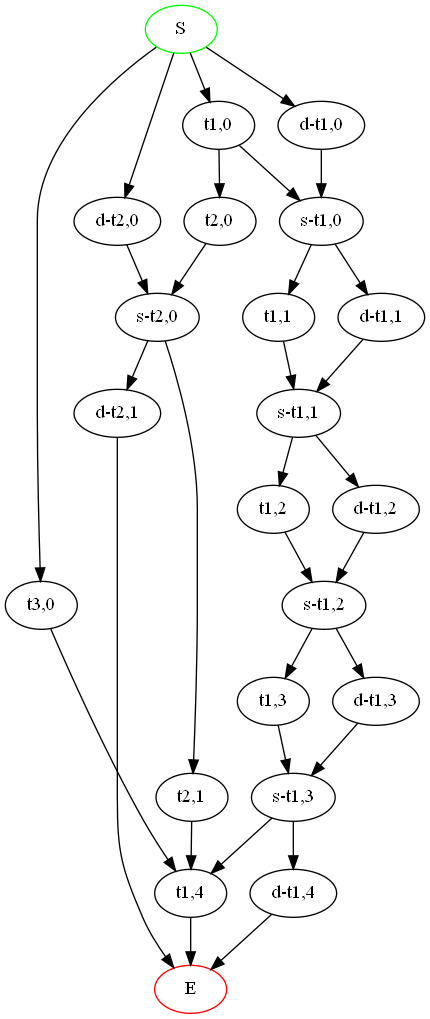 S
t1,0
d-t1,0
d-t2,0
t2,0
s-t1,0
s-t2,0
t1,1
d-t1,1
d-t2,1
s-t1,1
t1,2
d-t1,2
t3,0
s-t1,2
t1,3
d-t1,3
t2,1
s-t1,3
t1,4
d-t1,4
E